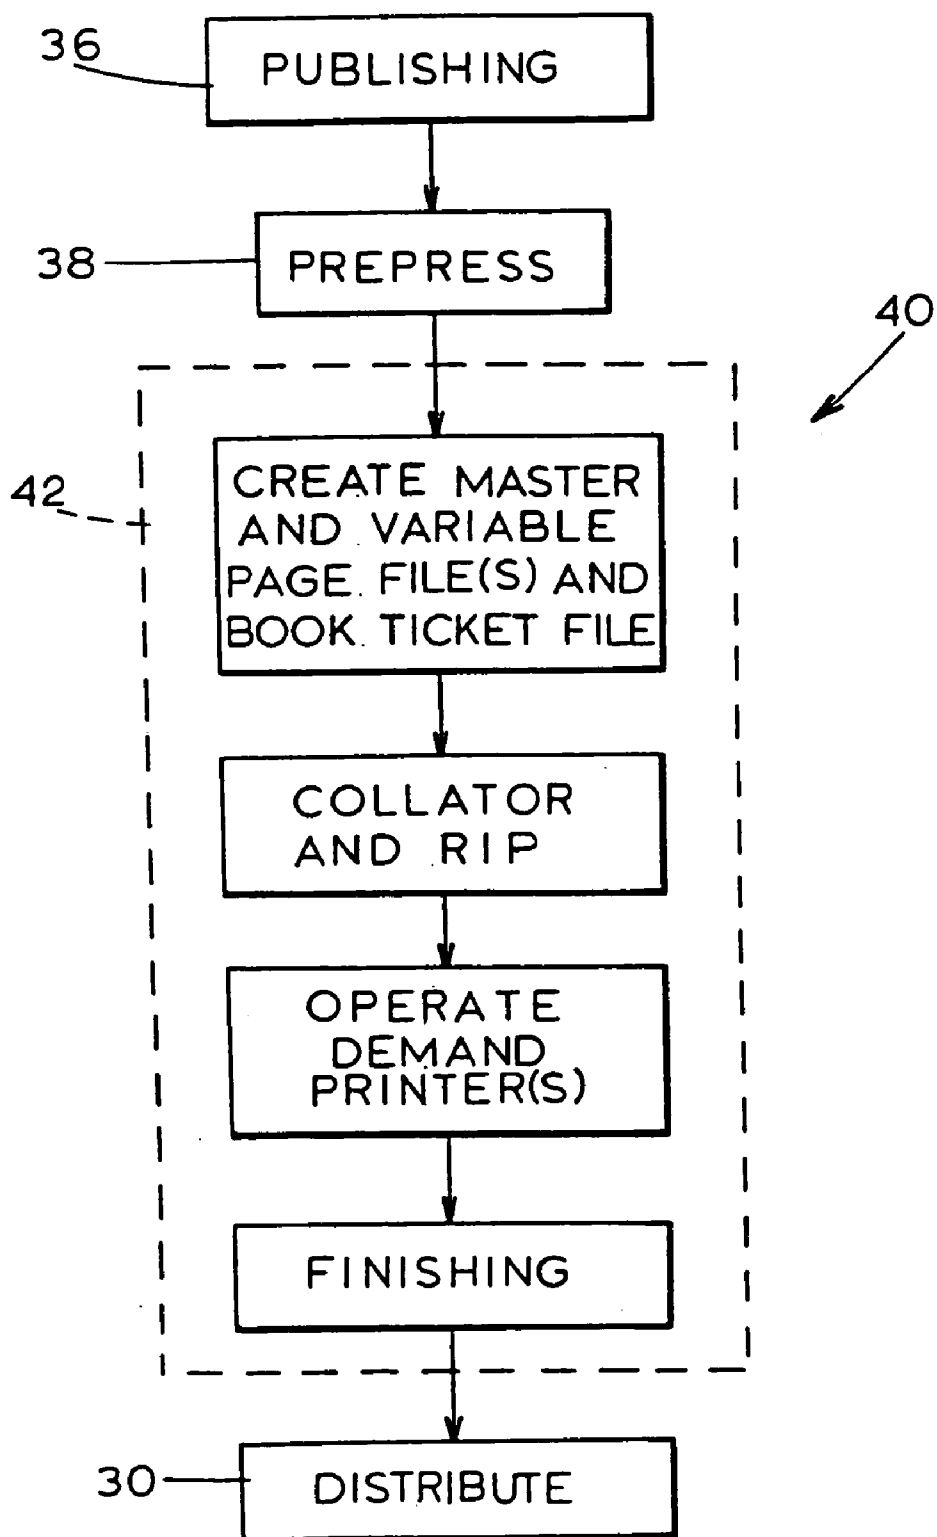 36
PUBLISHING
38
PREPRESS
40
42
CREATE MASTER
AND VARIABLE
PAGE FILE(S) AND
BOOK TICKET FILE
COLLATOR
AND RIP
OPERATE
DEMAND
PRINTER(S)
FINISHING
30
DISTRIBUTE